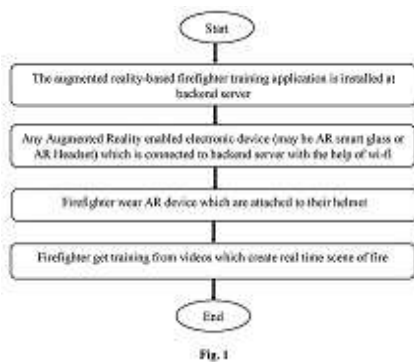 Start
The augmented reality-based firefighter training application is installed at
backend server
Any Augmented Reality enabled electronic device (may be AR smart glass or
AR Headset) which is connected to backend server with the help of wi-fi
Firefighter wear AR device which are attached to their helmet
Firefighter get training from videos which create real time scene of fire
End
Fig. 1